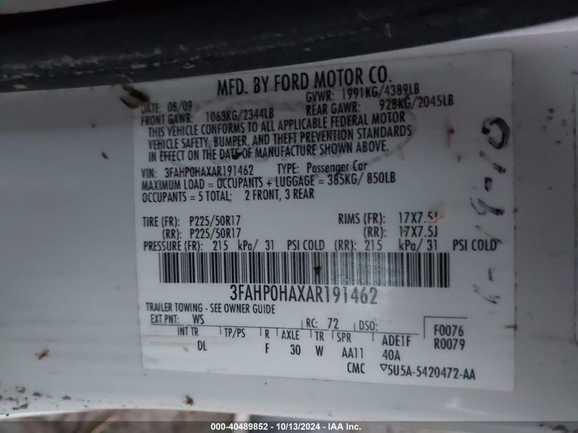 MFD. BY FORD MOTOR CO.
DATE: 08/09 GVWR: 1991KG/4389LB
FRONT GAWR: 1063KG/2344LB REAR GAWR: 928KG/2045LB
THIS VEHICLE CONFORMS TO ALL APPLICABLE FEDERAL MOTOR
VEHICLE SAFETY, BUMPER, AND THEFT PREVENTION STANDARDS
IN EFFECT ON THE DATE OF MANUFACTURE SHOWN ABOVE.
VIN: 3FAHP0HAXAR191462 TYPE: Passenger Car
MAXIMUM LOAD = OCCUPANTS + LUGGAGE = 385KG/ 850LB
OCCUPANTS = 5 TOTAL; 2 FRONT, 3 REAR
TIRE (FR): P225/50R17 RIMS (FR): 17X7.5J
(RR): P225/50R17 (RR): 17X7.5J
PRESSURE (FR): 215 kPa/ 31 PSI COLD (RR): 215 kPa/ 31 PSI COLD
3FAHP0HAXAR191462
TRAILER TOWING - SEE OWNER GUIDE
EXT PNT: WS RC: 72 DSO: F0076
INT TR TP/PS R AXLE TR SPR ADE1F R0079
DL F 30 W AA11 40A
CMC 5U5A-5420472-AA
000-40489852 - 10/13/2024 - IAA Inc.